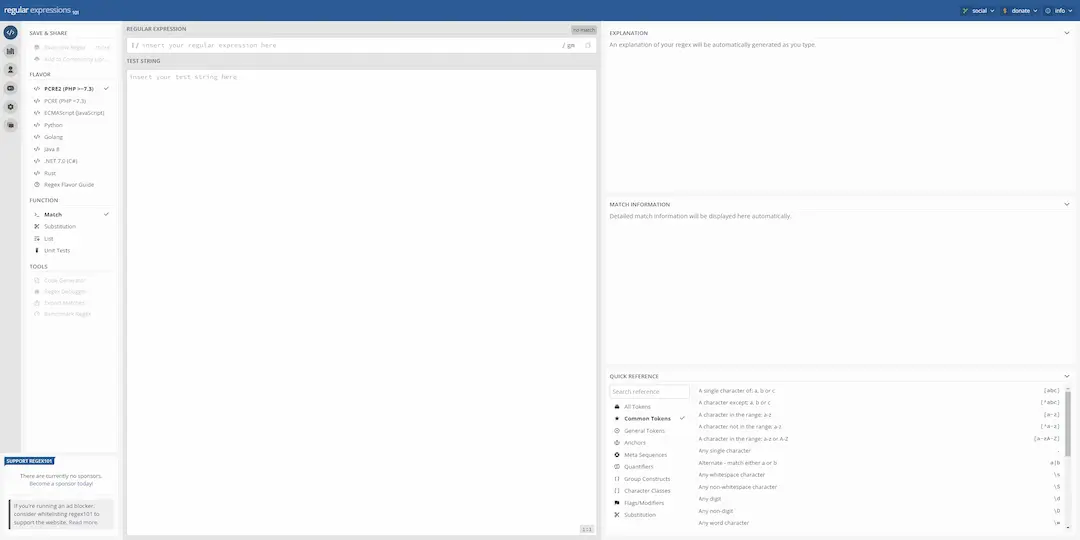 regular expressions 101
social
donate
info
SAVE & SHARE
FLAVOR
PCRE2 (PHP >=7.3)
PCRE (PHP <7.3)
ECMAScript (JavaScript)
Python
Golang
Java 8
.NET 7.0 (C#)
Rust
Regex Flavor Guide
FUNCTION
Match
Substitution
List
Unit Tests
TOOLS
Code Generator
Regex Debugger
Export Matches
Benchmark Regex
SUPPORT REGEX101
There are currently no sponsors.
Become a sponsor today!
If you're running an ad blocker,
consider whitelisting regex101 to
support the website. Read more.
REGULAR EXPRESSION
no match
/ insert your regular expression here
/ gm
TEST STRING
insert your test string here
1:1
EXPLANATION
An explanation of your regex will be automatically generated as you type.
MATCH INFORMATION
Detailed match information will be displayed here automatically.
QUICK REFERENCE
Search reference
All Tokens
Common Tokens
General Tokens
Anchors
Meta Sequences
Quantifiers
Group Constructs
Character Classes
Flags/Modifiers
Substitution
A single character of: a, b or c [abc]
A character except: a, b or c [^abc]
A character in the range: a-z [a-z]
A character not in the range: a-z [^a-z]
A character in the range: a-z or A-Z [a-zA-Z]
Any single character .
Alternate - match either a or b a|b
Any whitespace character \s
Any non-whitespace character \S
Any digit \d
Any non-digit \D
Any word character \w